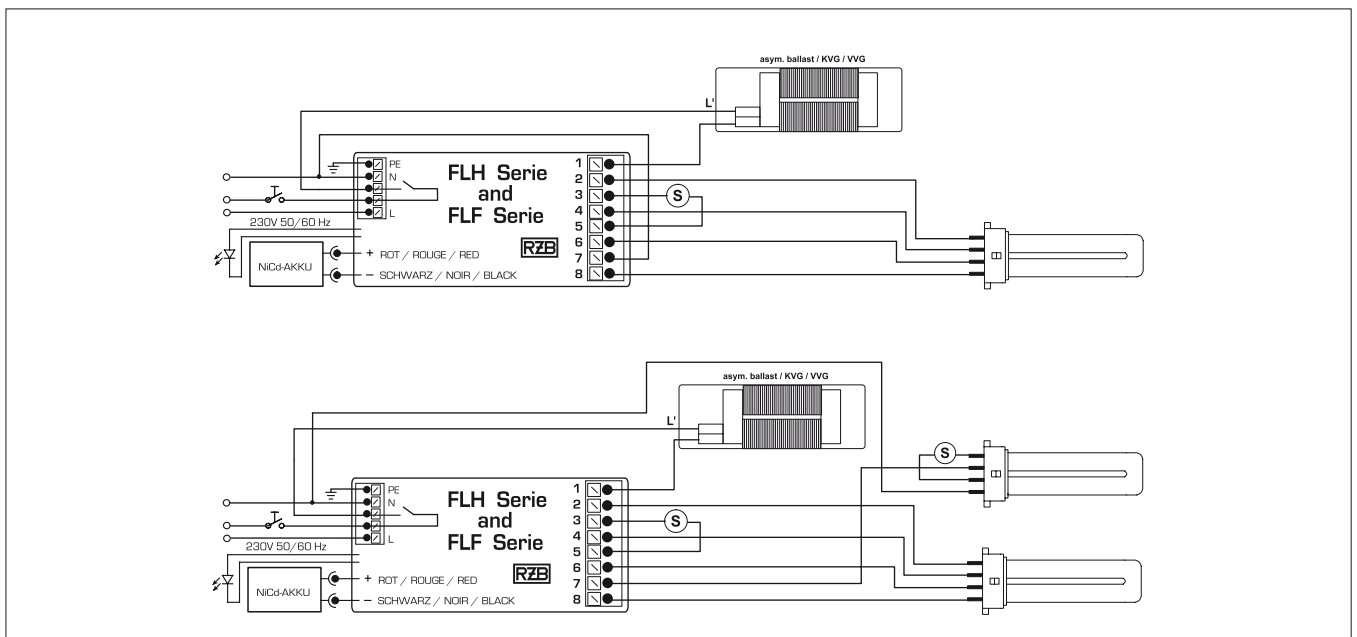 asym. ballast / KVG / VVG
L'
PE
N
L
230V 50/60 Hz
FLH Serie
and
FLF Serie
RZB
NiCd-AKKU
+ ROT / ROUGE / RED
− SCHWARZ / NOIR / BLACK
1
2
3
4
5
6
7
8
S
asym. ballast / KVG / VVG
L'
PE
N
L
230V 50/60 Hz
FLH Serie
and
FLF Serie
RZB
NiCd-AKKU
+ ROT / ROUGE / RED
− SCHWARZ / NOIR / BLACK
1
2
3
4
5
6
7
8
S
S